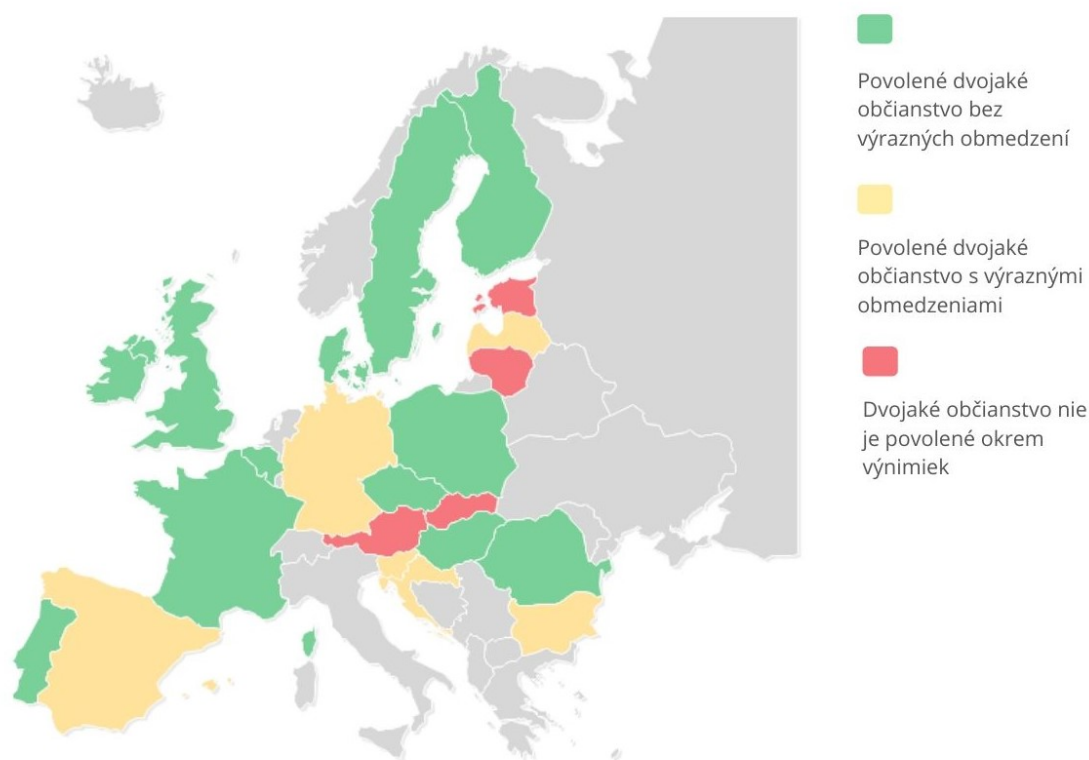 Povolené dvojaké
občianstvo bez
výrazných obmedzení
Povolené dvojaké
občianstvo s výraznými
obmedzeniami
Dvojaké občianstvo nie
je povolené okrem
výnimiek